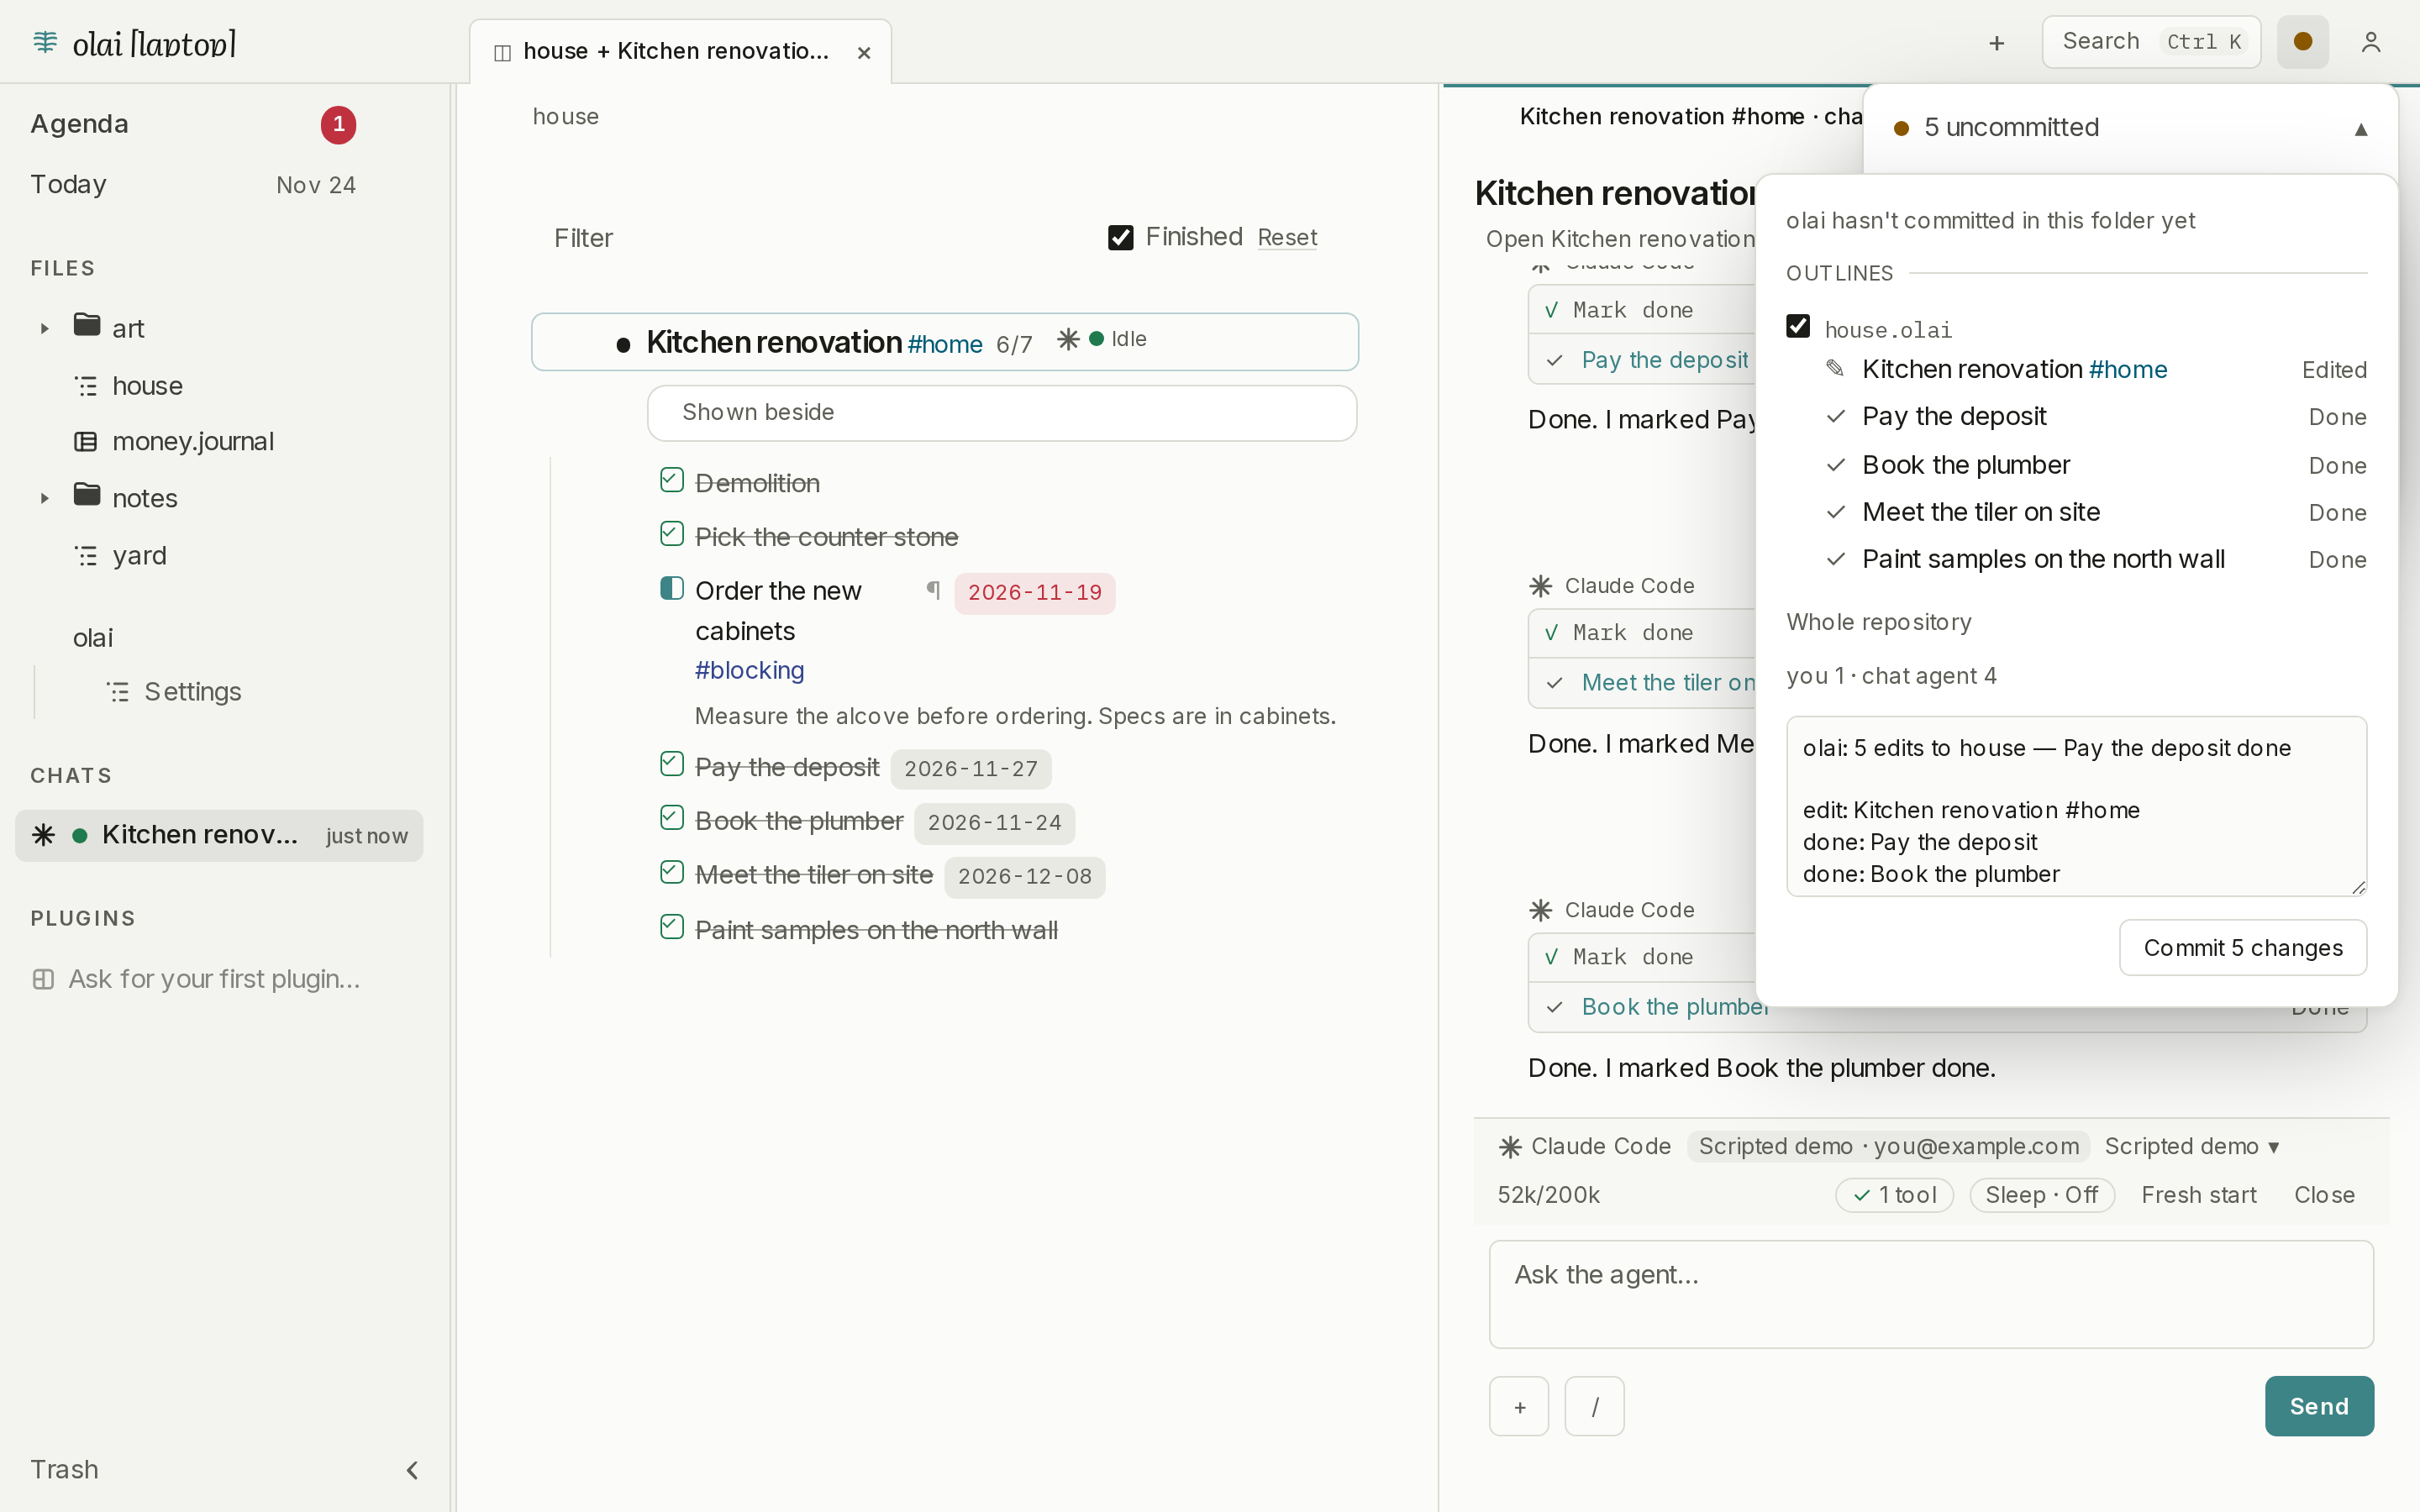 olai [laptop]
house + Kitchen renovatio...
Search Ctrl K
Agenda 1
Today Nov 24
FILES
art
house
money.journal
notes
yard
olai
Settings
CHATS
Kitchen renov... just now
PLUGINS
Ask for your first plugin...
Trash
house
Filter
Finished Reset
Kitchen renovation #home 6/7 Idle
Shown beside
Demolition
Pick the counter stone
Order the new ¶ 2026-11-19
cabinets
#blocking
Measure the alcove before ordering. Specs are in cabinets.
Pay the deposit 2026-11-27
Book the plumber 2026-11-24
Meet the tiler on site 2026-12-08
Paint samples on the north wall
Kitchen renovation #home · cha
Kitchen renovation
Open Kitchen renovation
Claude Code
Mark done
Pay the deposit
Done. I marked Pay
Claude Code
Mark done
Meet the tiler on
Done. I marked Me
Claude Code
Mark done
Book the plumber Done
Done. I marked Book the plumber done.
5 uncommitted
olai hasn't committed in this folder yet
OUTLINES
house.olai
Kitchen renovation #home Edited
Pay the deposit Done
Book the plumber Done
Meet the tiler on site Done
Paint samples on the north wall Done
Whole repository
you 1 · chat agent 4
olai: 5 edits to house — Pay the deposit done
edit: Kitchen renovation #home
done: Pay the deposit
done: Book the plumber
Commit 5 changes
Claude Code Scripted demo · you@example.com Scripted demo
52k/200k 1 tool Sleep · Off Fresh start Close
Ask the agent...
+ / Send